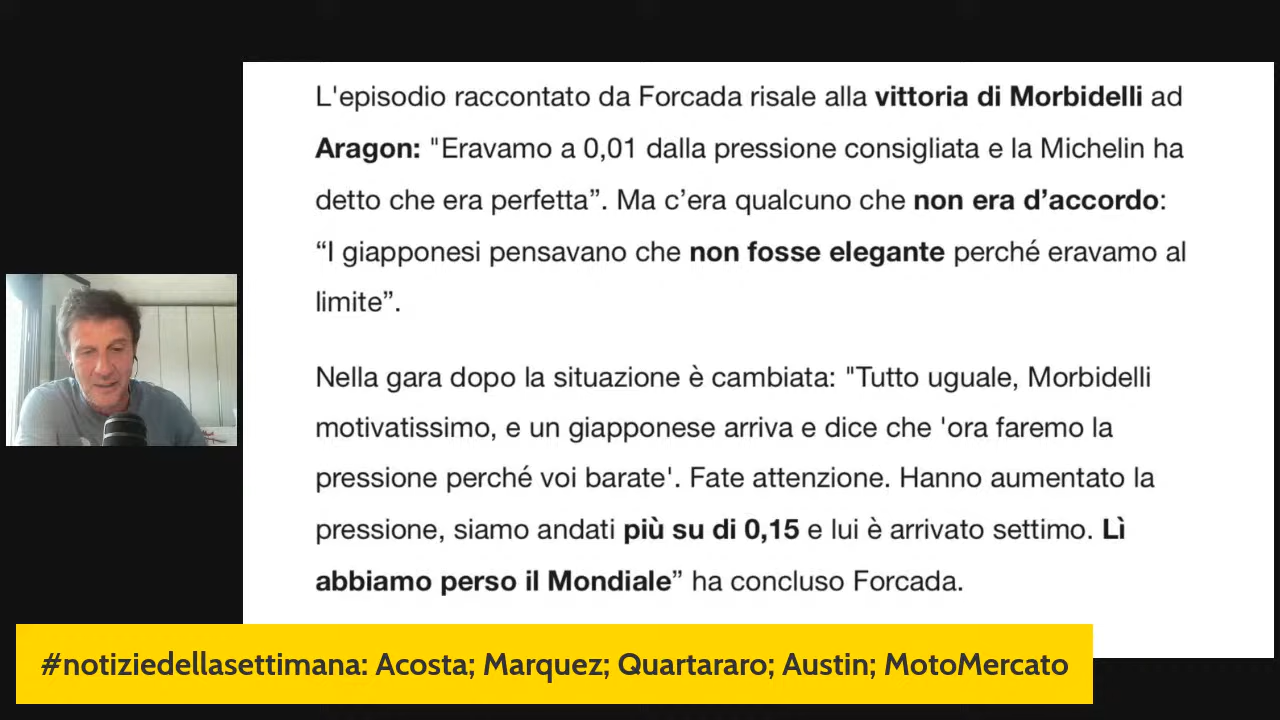 L'episodio raccontato da Forcada risale alla vittoria di Morbidelli ad
Aragon: "Eravamo a 0,01 dalla pressione consigliata e la Michelin ha
detto che era perfetta”. Ma c’era qualcuno che non era d’accordo:
“I giapponesi pensavano che non fosse elegante perché eravamo al
limite”.
Nella gara dopo la situazione è cambiata: "Tutto uguale, Morbidelli
motivatissimo, e un giapponese arriva e dice che 'ora faremo la
pressione perché voi barate'. Fate attenzione. Hanno aumentato la
pressione, siamo andati più su di 0,15 e lui è arrivato settimo. Lì
abbiamo perso il Mondiale” ha concluso Forcada.
#notiziedellasettimana: Acosta; Marquez; Quartararo; Austin; MotoMercato